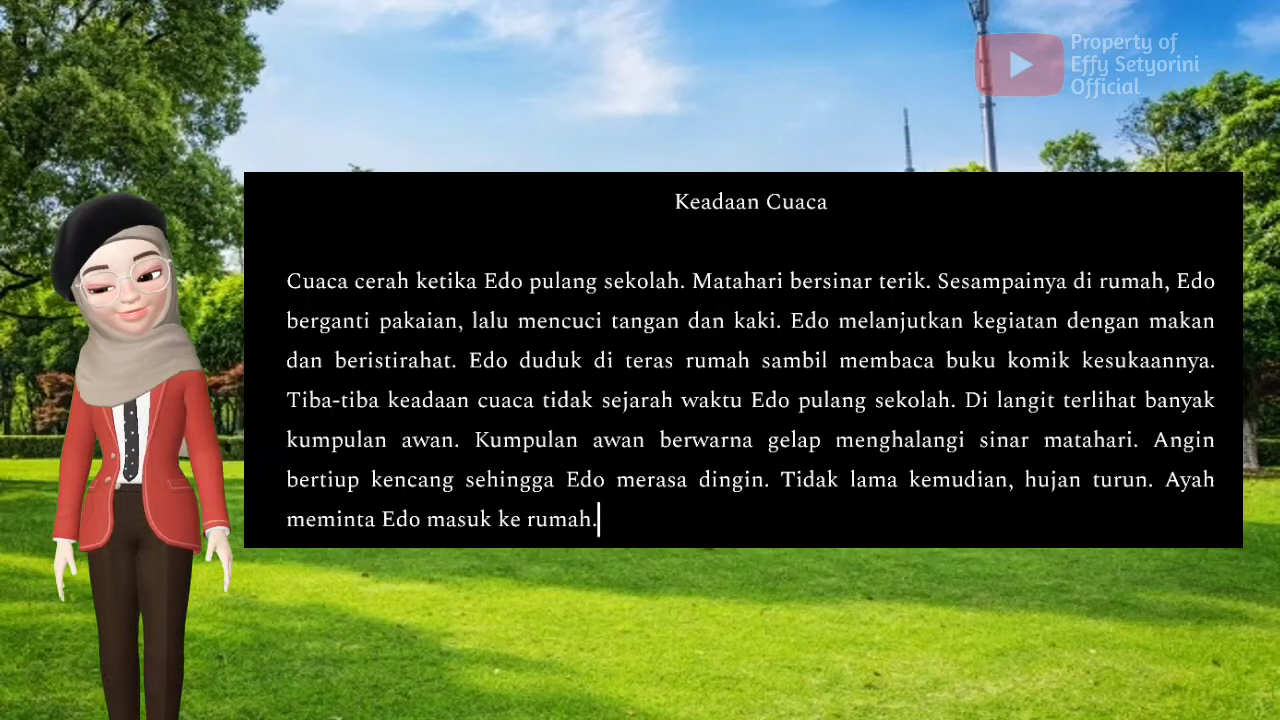 Property of
Effy Setyorini
Official
Keadaan Cuaca
Cuaca cerah ketika Edo pulang sekolah. Matahari bersinar terik. Sesampainya di rumah, Edo
berganti pakaian, lalu mencuci tangan dan kaki. Edo melanjutkan kegiatan dengan makan
dan beristirahat. Edo duduk di teras rumah sambil membaca buku komik kesukaannya.
Tiba-tiba keadaan cuaca tidak sejarah waktu Edo pulang sekolah. Di langit terlihat banyak
kumpulan awan. Kumpulan awan berwarna gelap menghalangi sinar matahari. Angin
bertiup kencang sehingga Edo merasa dingin. Tidak lama kemudian, hujan turun. Ayah
meminta Edo masuk ke rumah.